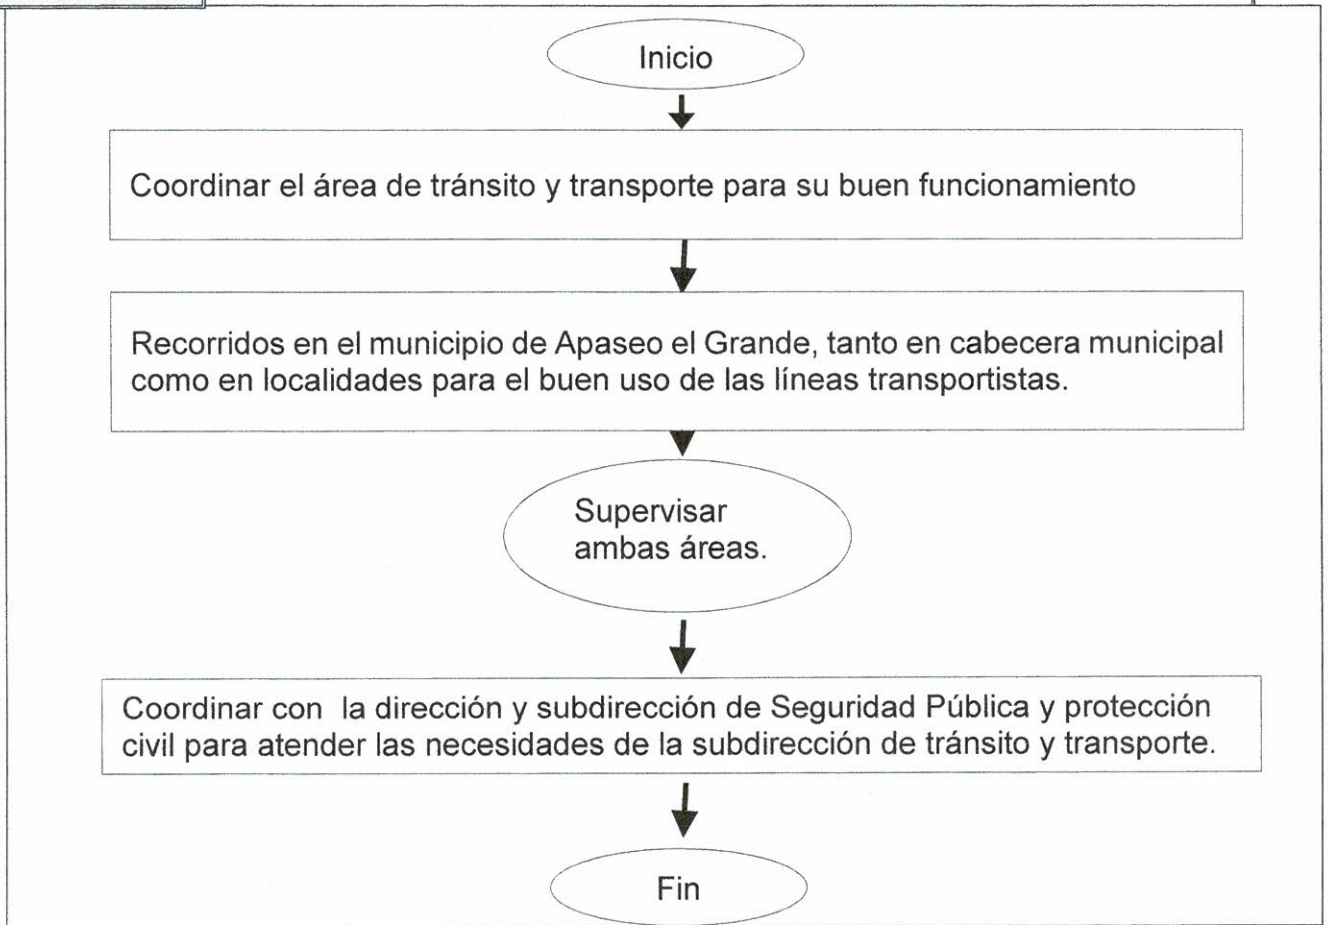 Inicio
Coordinar el área de tránsito y transporte para su buen funcionamiento
Recorridos en el municipio de Apaseo el Grande, tanto en cabecera municipal
como en localidades para el buen uso de las líneas transportistas.
Supervisar
ambas áreas.
Coordinar con la dirección y subdirección de Seguridad Pública y protección
civil para atender las necesidades de la subdirección de tránsito y transporte.
Fin